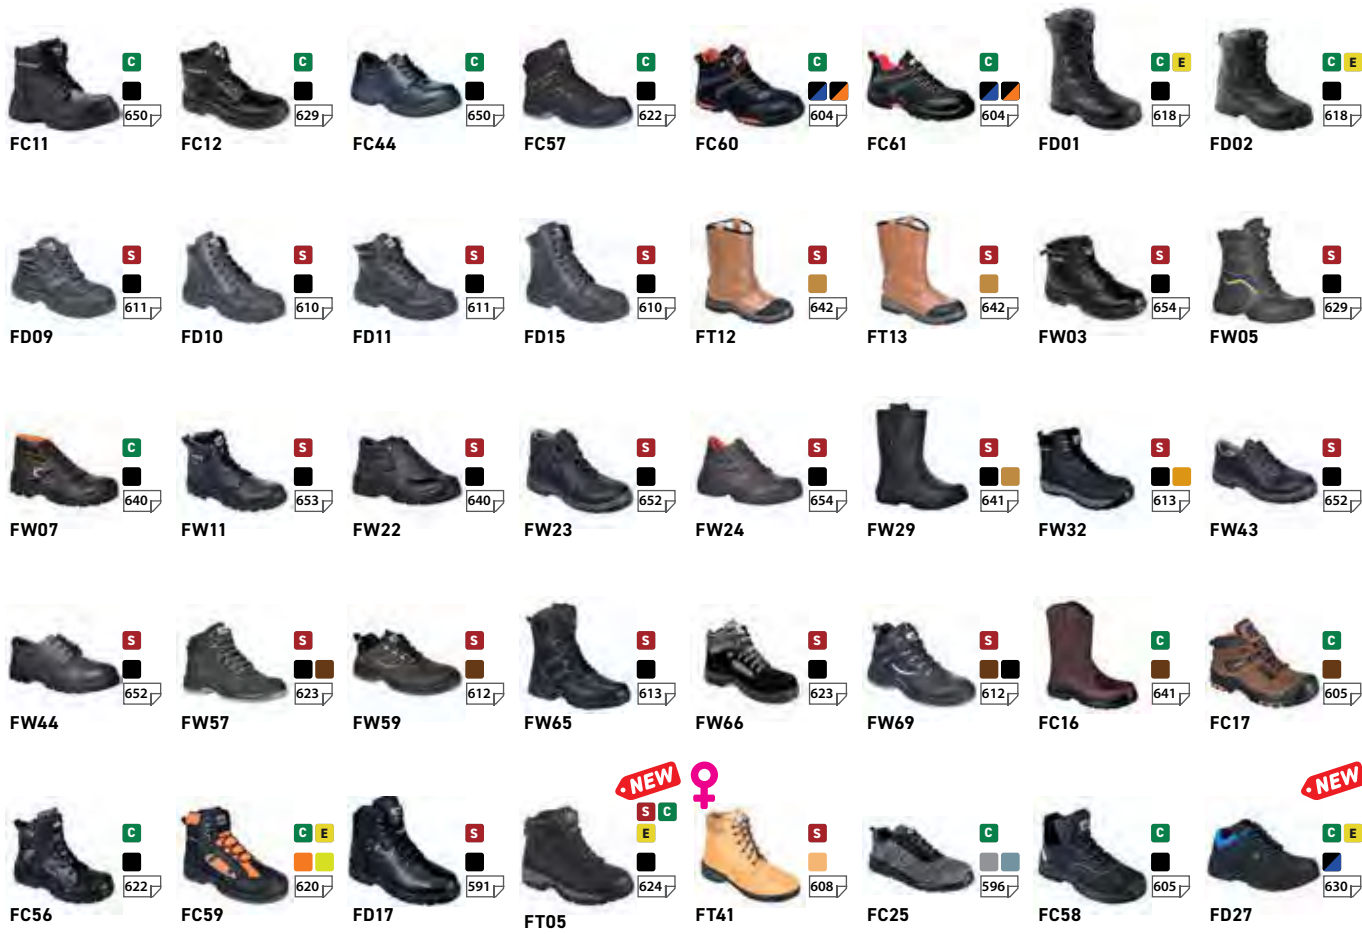 C C C C C C C E C E
650 629 650 622 604 604 618 618
FC11 FC12 FC44 FC57 FC60 FC61 FD01 FD02
S S S S S S S S
611 610 611 610 642 642 654 629
FD09 FD10 FD11 FD15 FT12 FT13 FW03 FW05
C S S S S S S S
640 653 640 652 654 641 613 652
FW07 FW11 FW22 FW23 FW24 FW29 FW32 FW43
S S S S S S C C
652 623 612 613 623 612 641 605
FW44 FW57 FW59 FW65 FW66 FW69 FC16 FC17
NEW NEW
C C E S S C E S C C C E
622 620 591 624 608 596 605 630
FC56 FC59 FD17 FT05 FT41 FC25 FC58 FD27